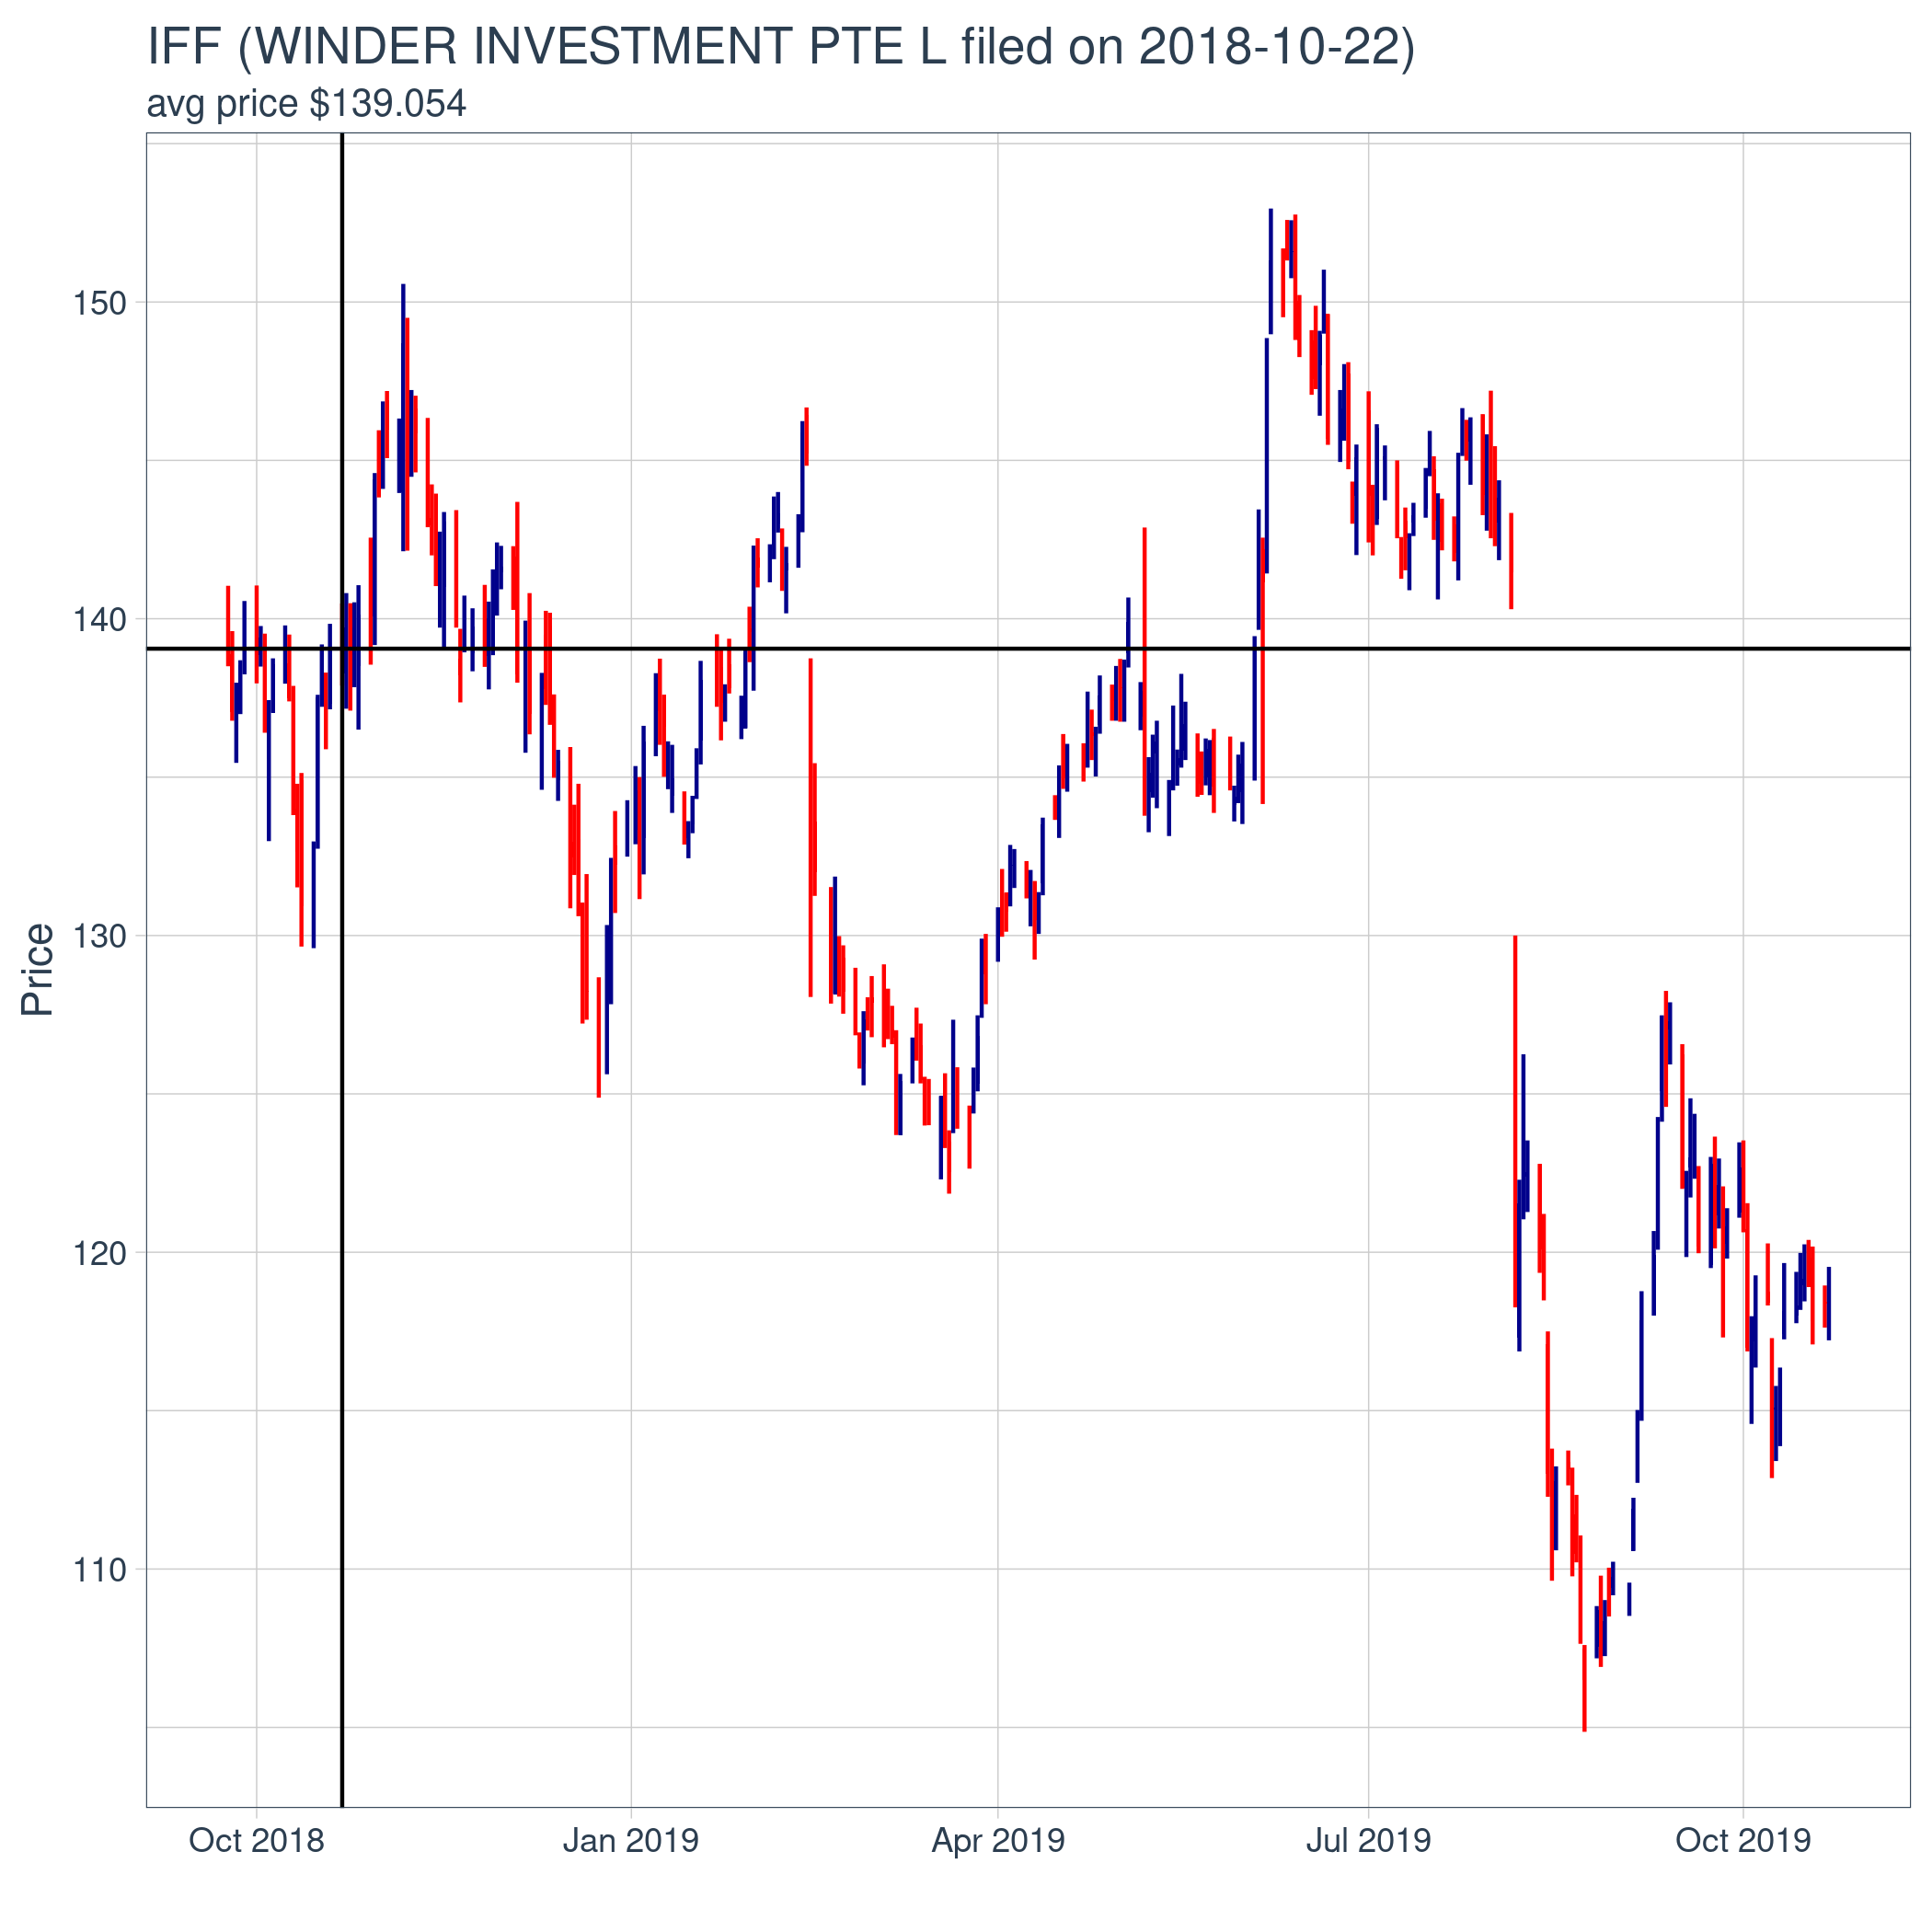 IFF (WINDER INVESTMENT PTE L filed on 2018-10-22)
avg price $139.054
150
140
130
120
110
Price
Oct 2018 Jan 2019 Apr 2019 Jul 2019 Oct 2019